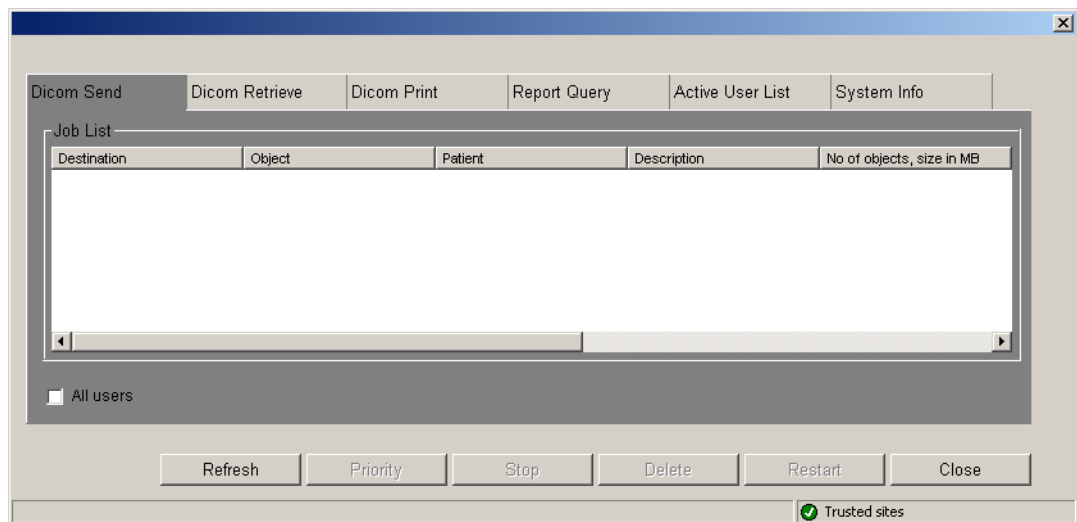 Dicom Send Dicom Retrieve Dicom Print Report Query Active User List System Info
Job List
Destination Object Patient Description No of objects, size in MB
All users
Refresh Priority Stop Delete Restart Close
Trusted sites